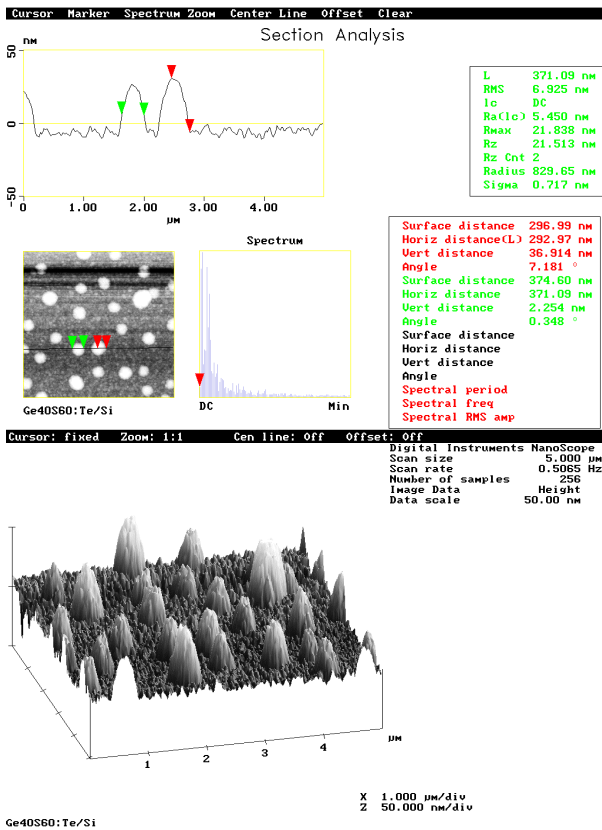 Cursor Marker Spectrum Zoom Center Line Offset Clear
Section Analysis
nm
50
0
-50
0 1.00 2.00 3.00 4.00
µm
L 371.09 nm
RMS 6.925 nm
lc DC
Ra(lc) 5.450 nm
Rmax 21.838 nm
Rz 21.513 nm
Rz Cnt 2
Radius 829.65 nm
Sigma 0.717 nm
Surface distance 296.99 nm
Horiz distance(L) 292.97 nm
Vert distance 36.914 nm
Angle 7.181 °
Surface distance 374.60 nm
Horiz distance 371.09 nm
Vert distance 2.254 nm
Angle 0.348 °
Surface distance
Horiz distance
Vert distance
Angle
Spectral period
Spectral freq
Spectral RMS amp
Spectrum
DC Min
Ge40S60:Te/Si
Cursor: fixed Zoom: 1:1 Cen line: Off Offset: Off
Digital Instruments NanoScope
Scan size 5.000 µm
Scan rate 0.5065 Hz
Number of samples 256
Image Data Height
Data scale 50.00 nm
1
2
3
4
µm
X 1.000 µm/div
Z 50.000 nm/div
Ge40S60:Te/Si